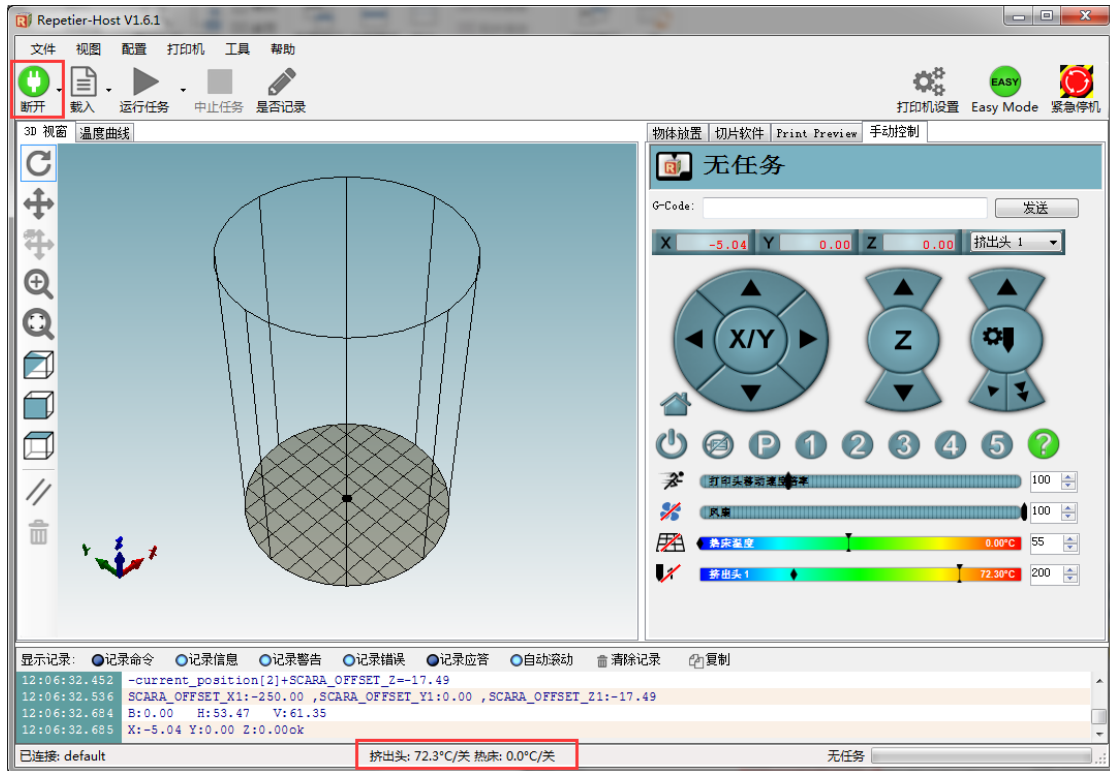 Repetier-Host V1.6.1
文件 视图 配置 打印机 工具 帮助
断开 载入 运行任务 中止任务 是否记录 打印机设置 Easy Mode 紧急停机
EASY
3D 视窗 温度曲线 物体放置 切片软件 Print Preview 手动控制
无任务
G-Code: 发送
X -5.04 Y 0.00 Z 0.00 挤出头 1
X/Y Z
P 1 2 3 4 5 ?
打印头移动速度倍率 100
风扇 100
热床温度 0.00°C 55
挤出头 1 72.30°C 200
Y Z X
显示记录: 记录命令 记录信息 记录警告 记录错误 记录应答 自动滚动 清除记录 复制
12:06:32.452 -current_position[2]+SCARA_OFFSET_Z=-17.49
12:06:32.536 SCARA_OFFSET_X1:-250.00 ,SCARA_OFFSET_Y1:0.00 ,SCARA_OFFSET_Z1:-17.49
12:06:32.684 B:0.00 H:53.47 V:61.35
12:06:32.685 X:-5.04 Y:0.00 Z:0.00ok
已连接: default 挤出头: 72.3°C/关 热床: 0.0°C/关 无任务